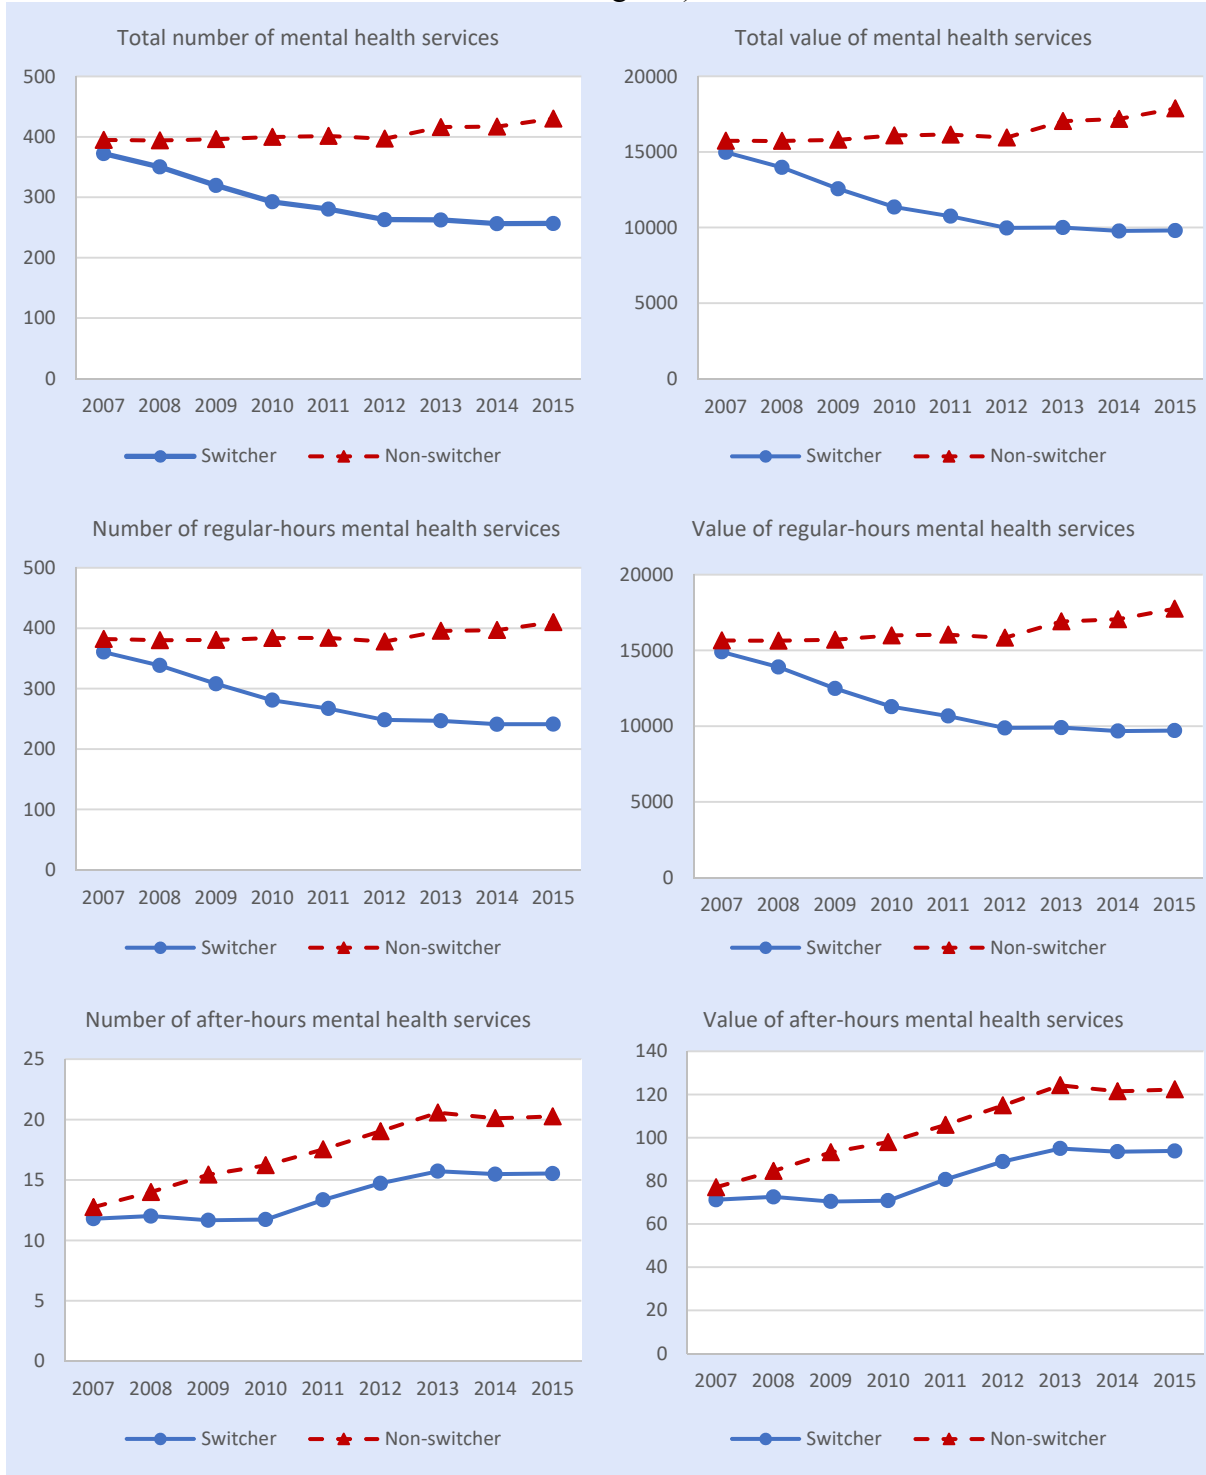 Total number of mental health services
500
400
300
200
100
0
2007 2008 2009 2010 2011 2012 2013 2014 2015
Switcher Non-switcher
Total value of mental health services
20000
15000
10000
5000
0
2007 2008 2009 2010 2011 2012 2013 2014 2015
Switcher Non-switcher
Number of regular-hours mental health services
500
400
300
200
100
0
2007 2008 2009 2010 2011 2012 2013 2014 2015
Switcher Non-switcher
Value of regular-hours mental health services
20000
15000
10000
5000
0
2007 2008 2009 2010 2011 2012 2013 2014 2015
Switcher Non-switcher
Number of after-hours mental health services
25
20
15
10
5
0
2007 2008 2009 2010 2011 2012 2013 2014 2015
Switcher Non-switcher
Value of after-hours mental health services
140
120
100
80
60
40
20
0
2007 2008 2009 2010 2011 2012 2013 2014 2015
Switcher Non-switcher